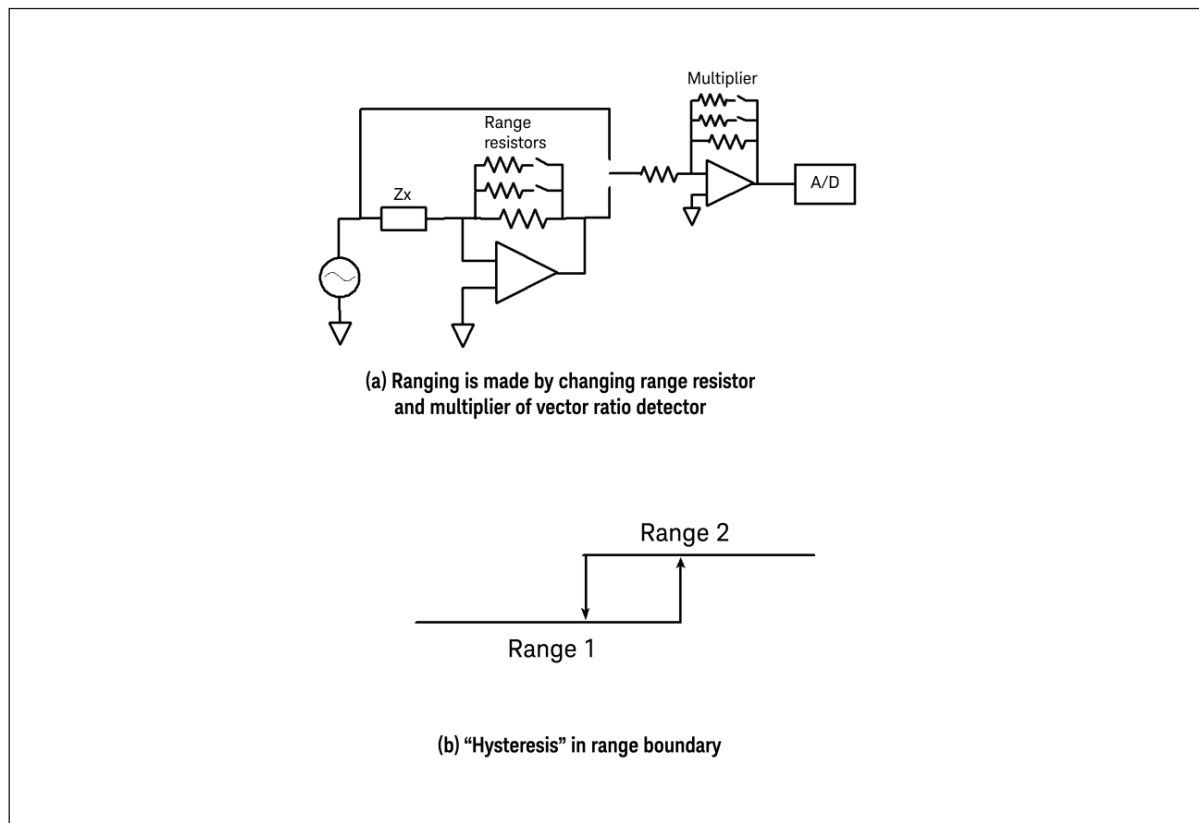 Multiplier
Range
resistors
Zx
A/D
(a) Ranging is made by changing range resistor
and multiplier of vector ratio detector
Range 2
Range 1
(b) “Hysteresis” in range boundary